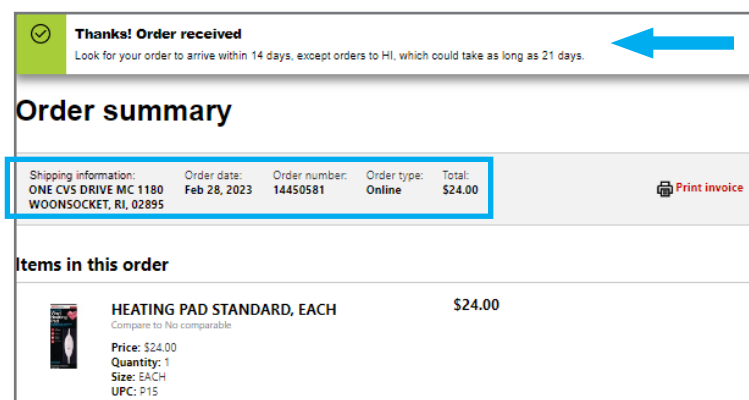 Thanks! Order received
Look for your order to arrive within 14 days, except orders to HI, which could take as long as 21 days.
Order summary
Shipping information: Order date: Order number: Order type: Total:
ONE CVS DRIVE MC 1180 Feb 28, 2023 14450581 Online $24.00
WOONSOCKET, RI, 02895
Print invoice
Items in this order
HEATING PAD STANDARD, EACH $24.00
Compare to No comparable
Price: $24.00
Quantity: 1
Size: EACH
UPC: P15